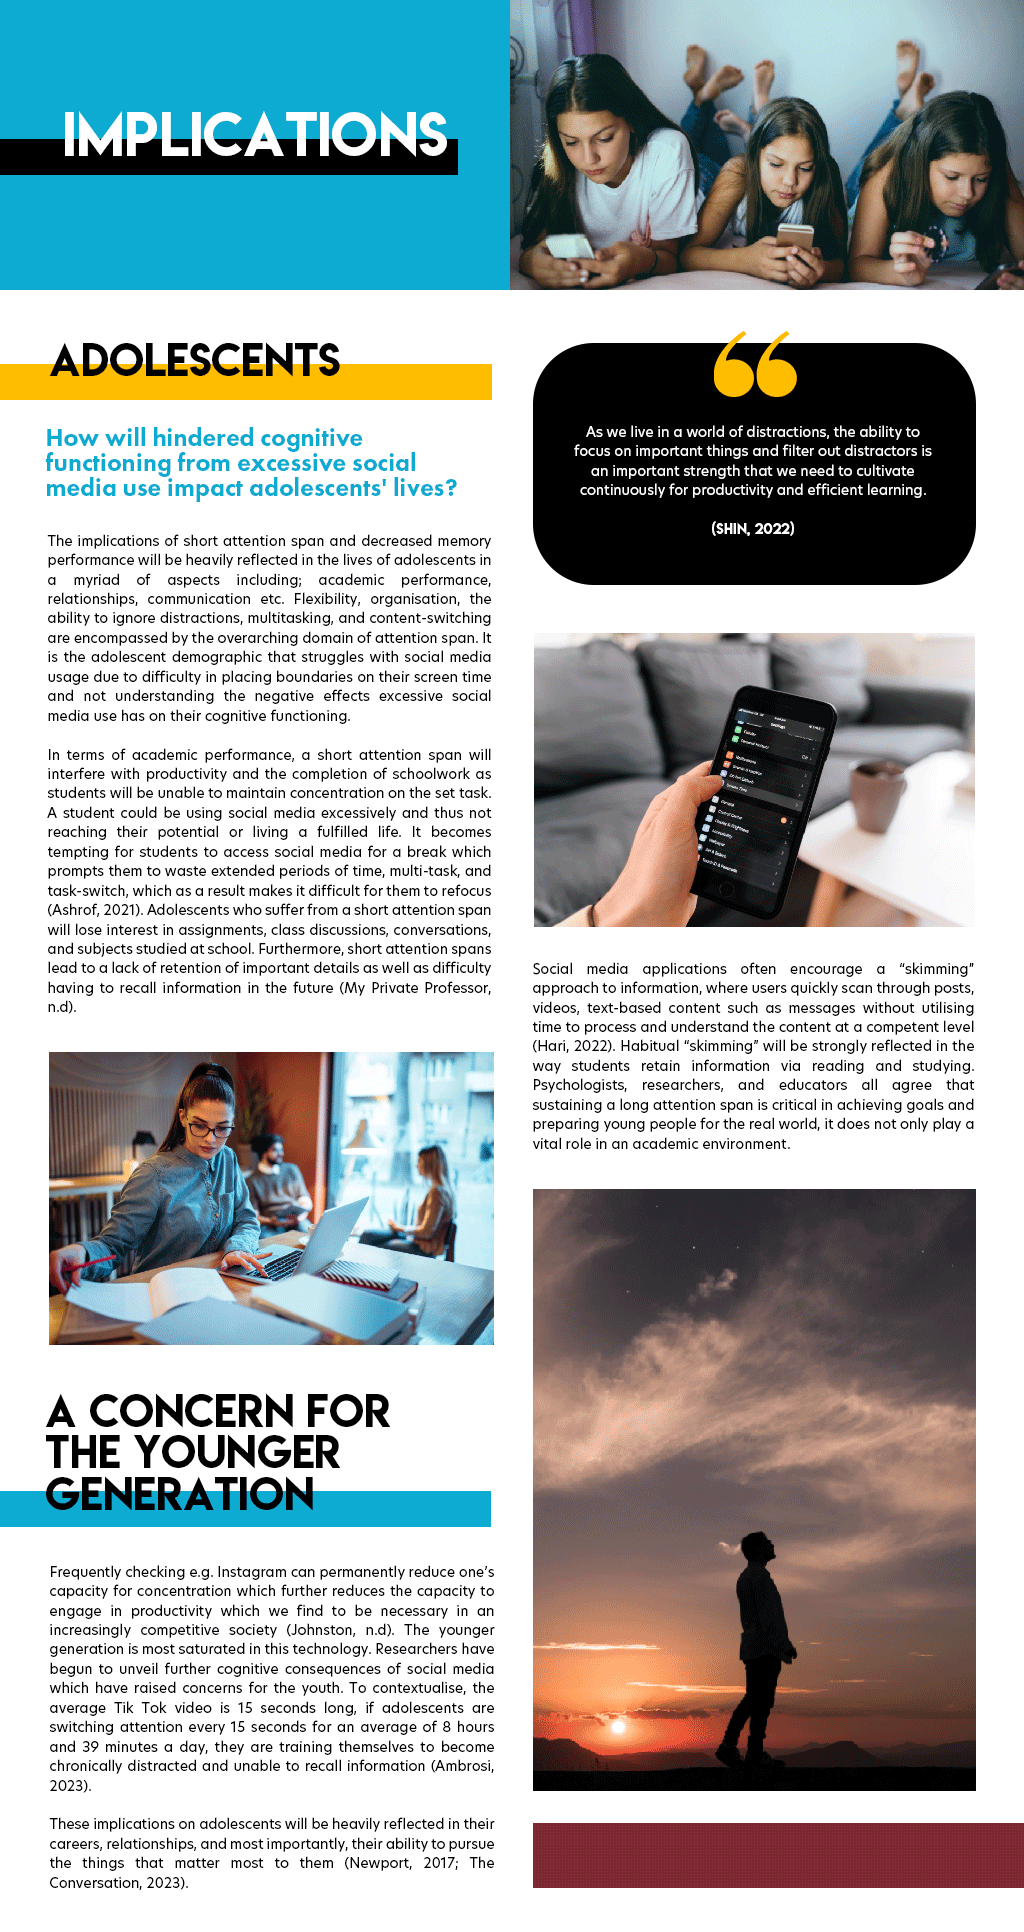 IMPLICATIONS
ADOLESCENTS
How will hindered cognitive
functioning from excessive social
media use impact adolescents' lives?
The implications of short attention span and decreased memory
performance will be heavily reflected in the lives of adolescents in
a myriad of aspects including; academic performance,
relationships, communication etc. Flexibility, organisation, the
ability to ignore distractions, multitasking, and content-switching
are encompassed by the overarching domain of attention span. It
is the adolescent demographic that struggles with social media
usage due to difficulty in placing boundaries on their screen time
and not understanding the negative effects excessive social
media use has on their cognitive functioning.
In terms of academic performance, a short attention span will
interfere with productivity and the completion of schoolwork as
students will be unable to maintain concentration on the set task.
A student could be using social media excessively and thus not
reaching their potential or living a fulfilled life. It becomes
tempting for students to access social media for a break which
prompts them to waste extended periods of time, multi-task, and
task-switch, which as a result makes it difficult for them to refocus
(Ashrof, 2021). Adolescents who suffer from a short attention span
will lose interest in assignments, class discussions, conversations,
and subjects studied at school. Furthermore, short attention spans
lead to a lack of retention of important details as well as difficulty
having to recall information in the future (My Private Professor,
n.d).
A CONCERN FOR
THE YOUNGER
GENERATION
Frequently checking e.g. Instagram can permanently reduce one's
capacity for concentration which further reduces the capacity to
engage in productivity which we find to be necessary in an
increasingly competitive society (Johnston, n.d). The younger
generation is most saturated in this technology. Researchers have
begun to unveil further cognitive consequences of social media
which have raised concerns for the youth. To contextualise, the
average Tik Tok video is 15 seconds long, if adolescents are
switching attention every 15 seconds for an average of 8 hours
and 39 minutes a day, they are training themselves to become
chronically distracted and unable to recall information (Ambrosi,
2023).
These implications on adolescents will be heavily reflected in their
careers, relationships, and most importantly, their ability to pursue
the things that matter most to them (Newport, 2017; The
Conversation, 2023).
“
As we live in a world of distractions, the ability to
focus on important things and filter out distractors is
an important strength that we need to cultivate
continuously for productivity and efficient learning.
(SHIN, 2022)
Settings
Notifications
Screen Time
General
Control Center
Display & Brightness
Accessibility
Wallpaper
Siri & Search
Touch ID & Passcode
Social media applications often encourage a “skimming”
approach to information, where users quickly scan through posts,
videos, text-based content such as messages without utilising
time to process and understand the content at a competent level
(Hari, 2022). Habitual “skimming” will be strongly reflected in the
way students retain information via reading and studying.
Psychologists, researchers, and educators all agree that
sustaining a long attention span is critical in achieving goals and
preparing young people for the real world, it does not only play a
vital role in an academic environment.